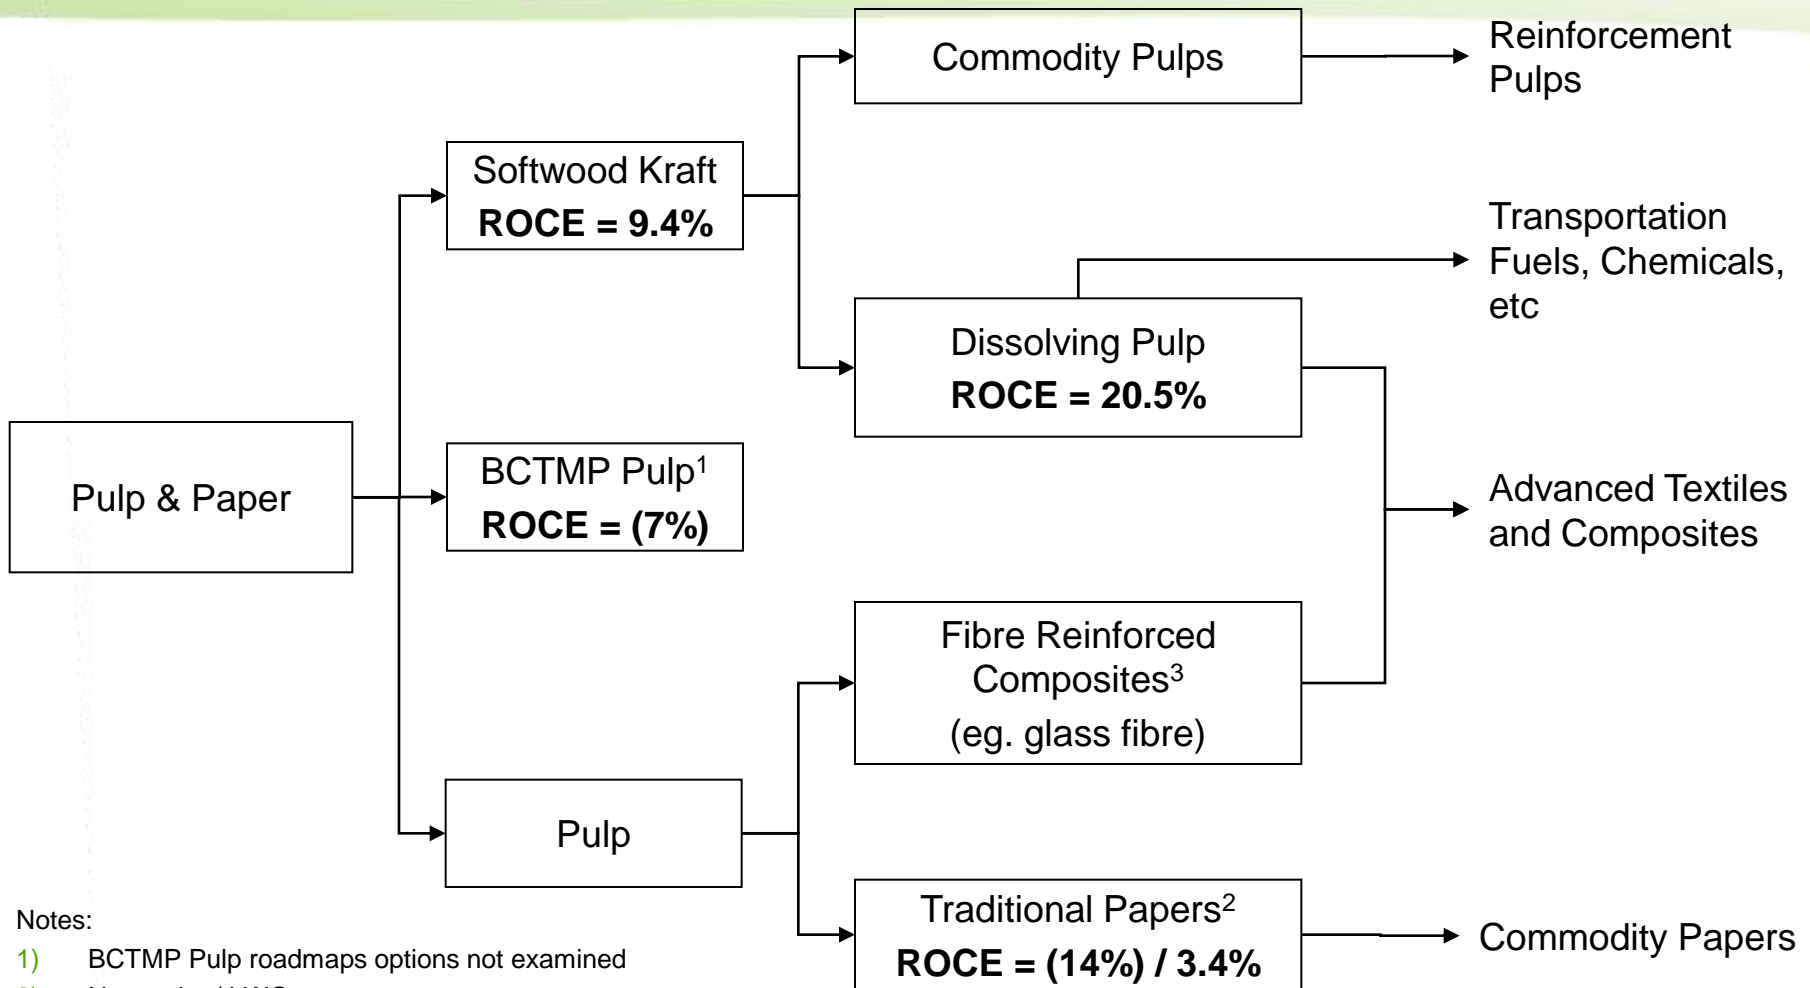 Commodity Pulps
Reinforcement
Pulps
Softwood Kraft
ROCE = 9.4%
Transportation
Fuels, Chemicals,
etc
Dissolving Pulp
ROCE = 20.5%
Pulp & Paper
BCTMP Pulp¹
ROCE = (7%)
Advanced Textiles
and Composites
Fibre Reinforced
Composites³
(eg. glass fibre)
Pulp
Traditional Papers²
ROCE = (14%) / 3.4%
Commodity Papers
Notes:
1) BCTMP Pulp roadmaps options not examined